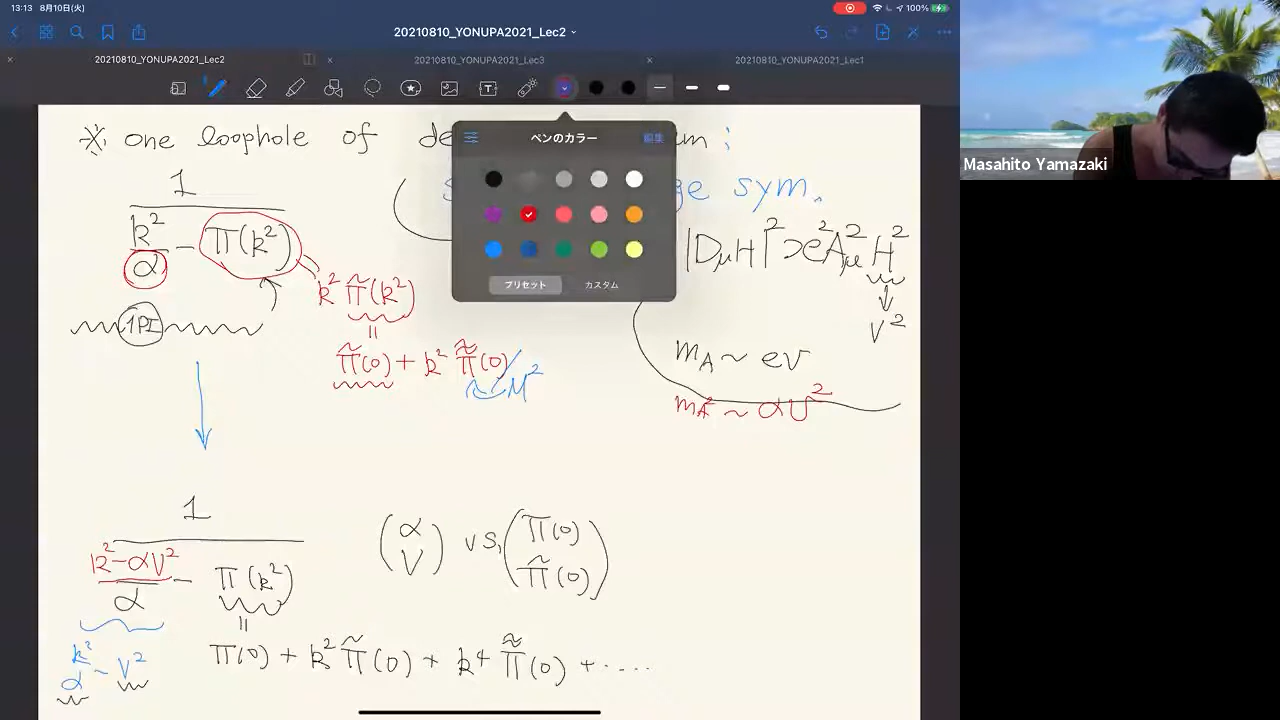 13:13 8月10日(火)
100%
20210810_YONUPA2021_Lec2
20210810_YONUPA2021_Lec2
20210810_YONUPA2021_Lec3
20210810_YONUPA2021_Lec1
ペンのカラー
編集
プリセット
カスタム
Masahito Yamazaki
※ one loophole of
sym.
1
k²/α − Π(k²)
1PI
k² Π̃(k²)
=
Π̃(0) + k² Π̃̃(0)
~ 1/M²
|DμH|² ⊃ e²Aμ²H²
↓
V²
mA ~ eV
mA² ~ αV²
1
(k²−αV²)/α − Π(k²)
=
Π(0) + k² Π̃(0) + k⁴ Π̃̃(0) + ....
k²/α − V²
(α V) vs. (Π(0) Π̃(0))